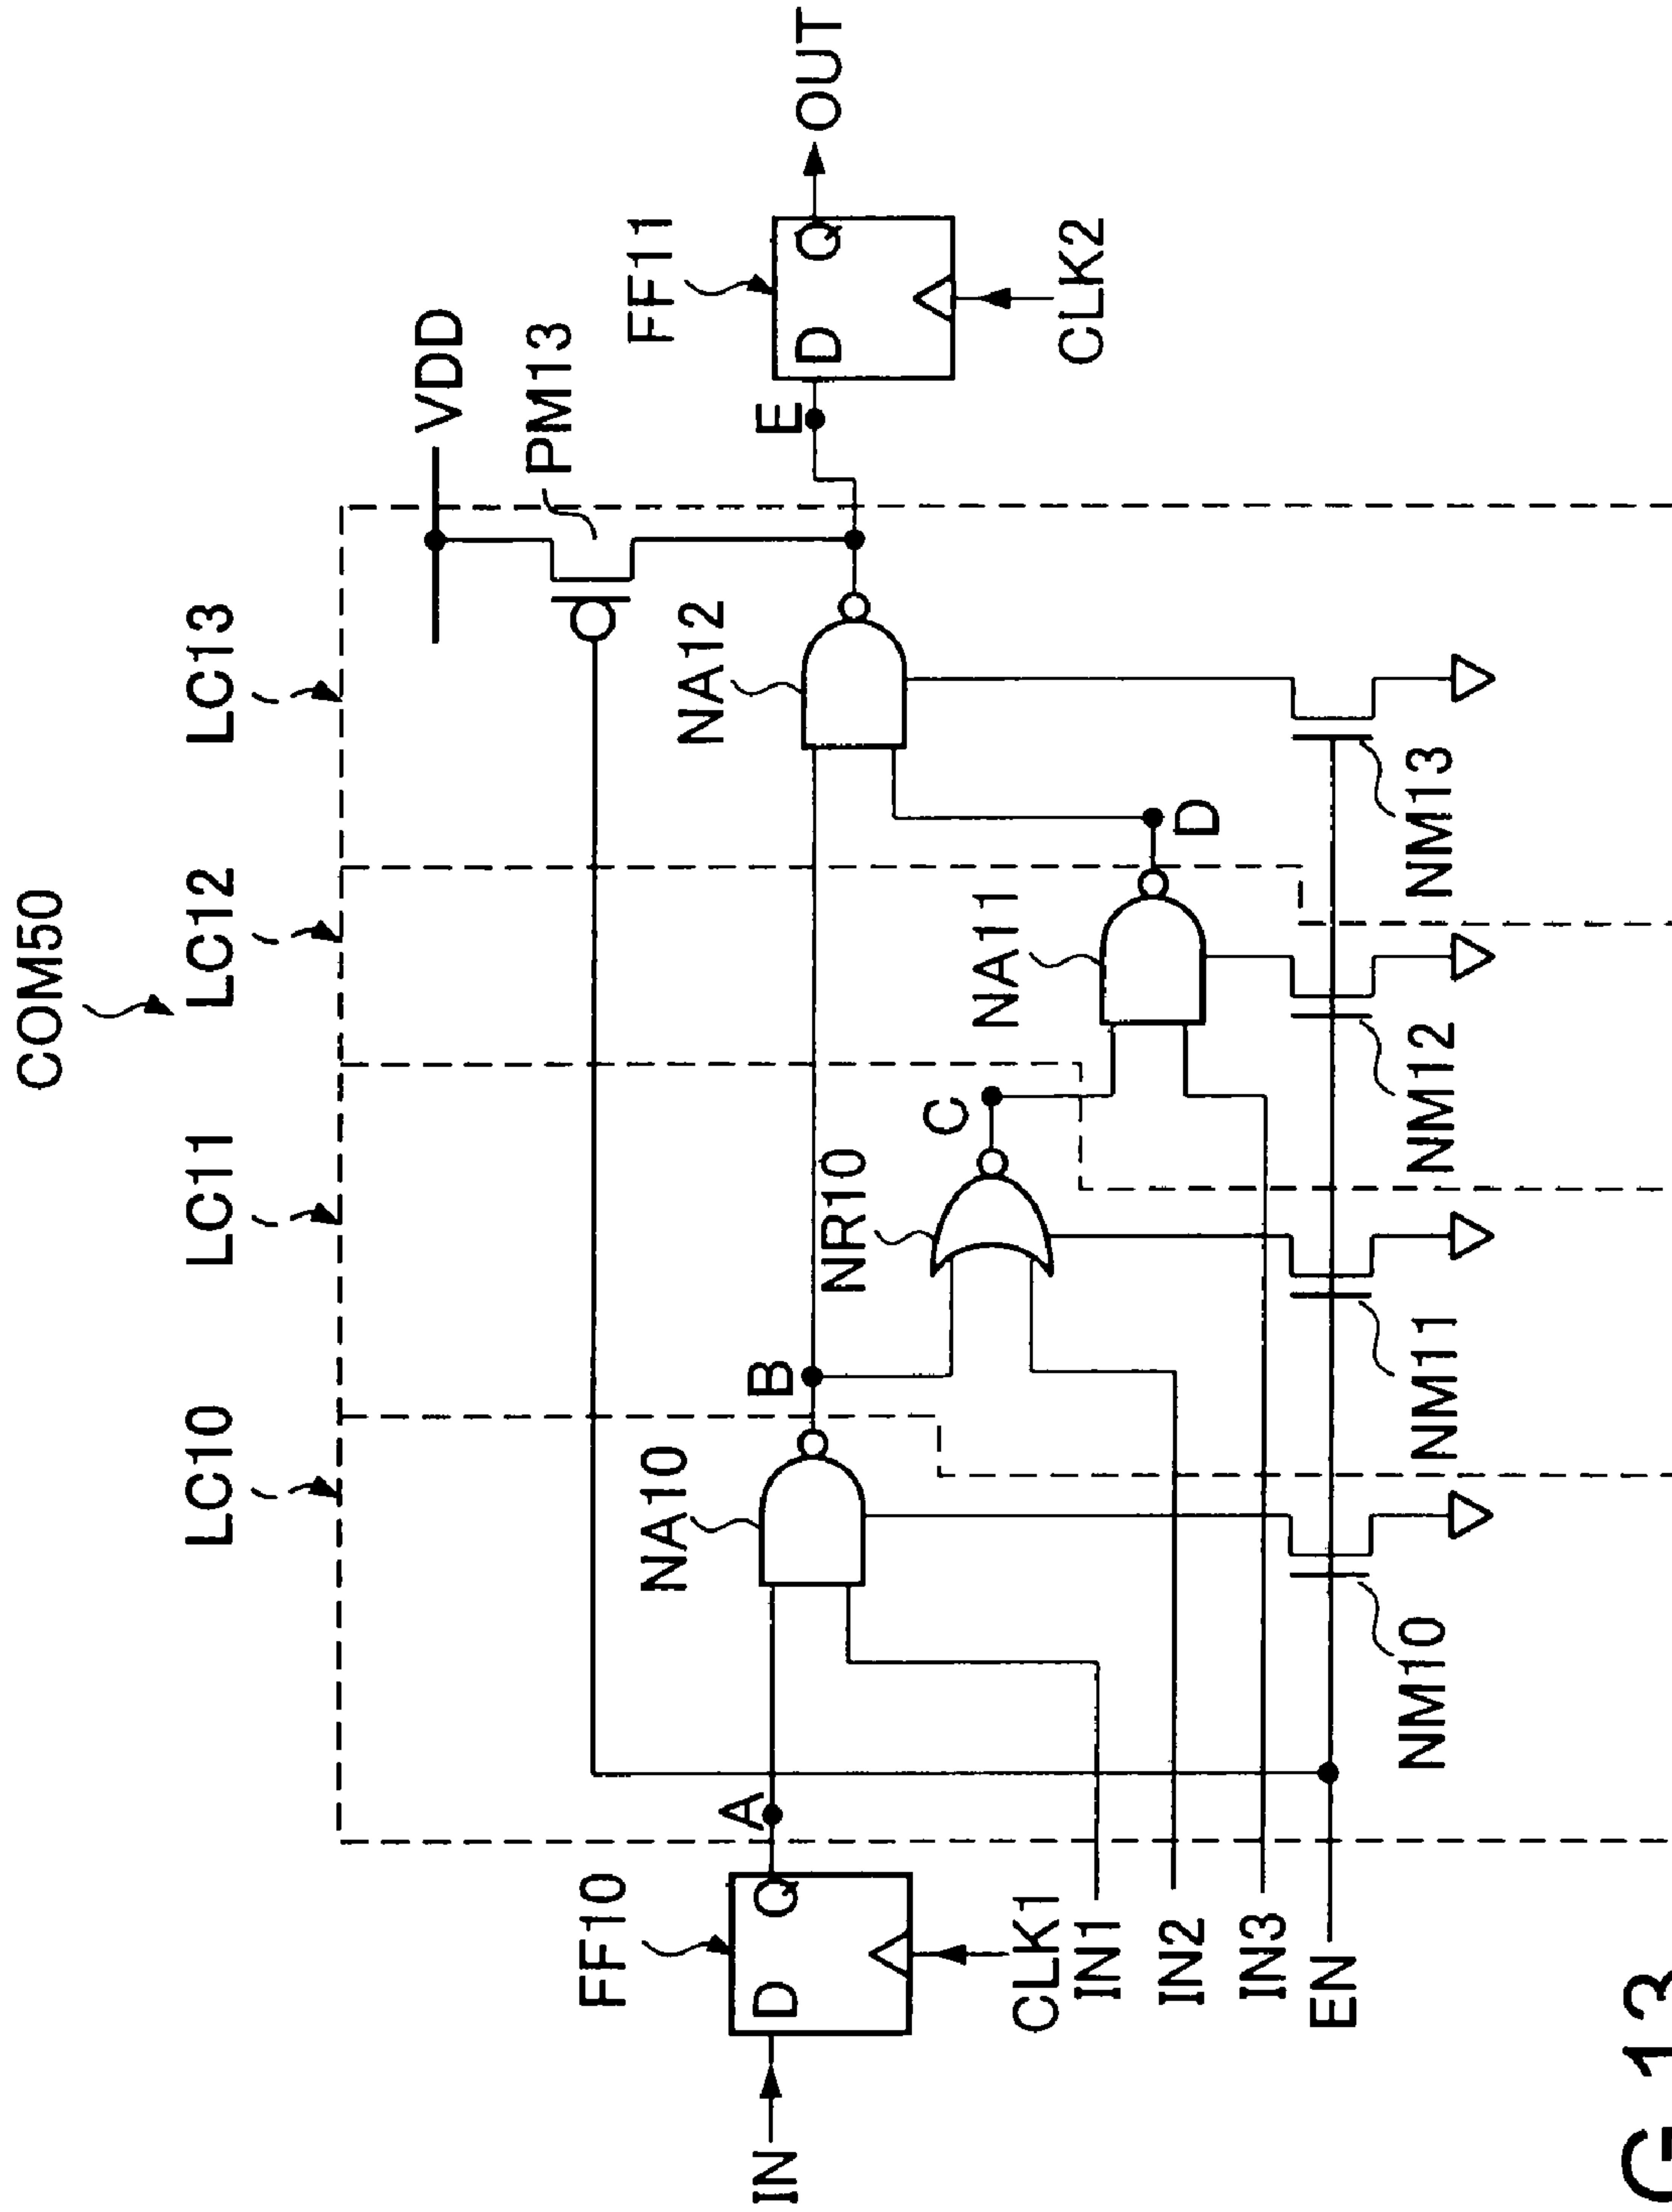 COM50
LC10
LC11
LC12
LC13
VDD
PM13
FF10
FF11
NA10
NA12
IN
D
Q
A
B
E
D
Q
OUT
NR10
C
NA11
D
CLK1
CLK2
IN1
IN2
IN3
EN
NM10
NM11
NM12
NM13
G.13